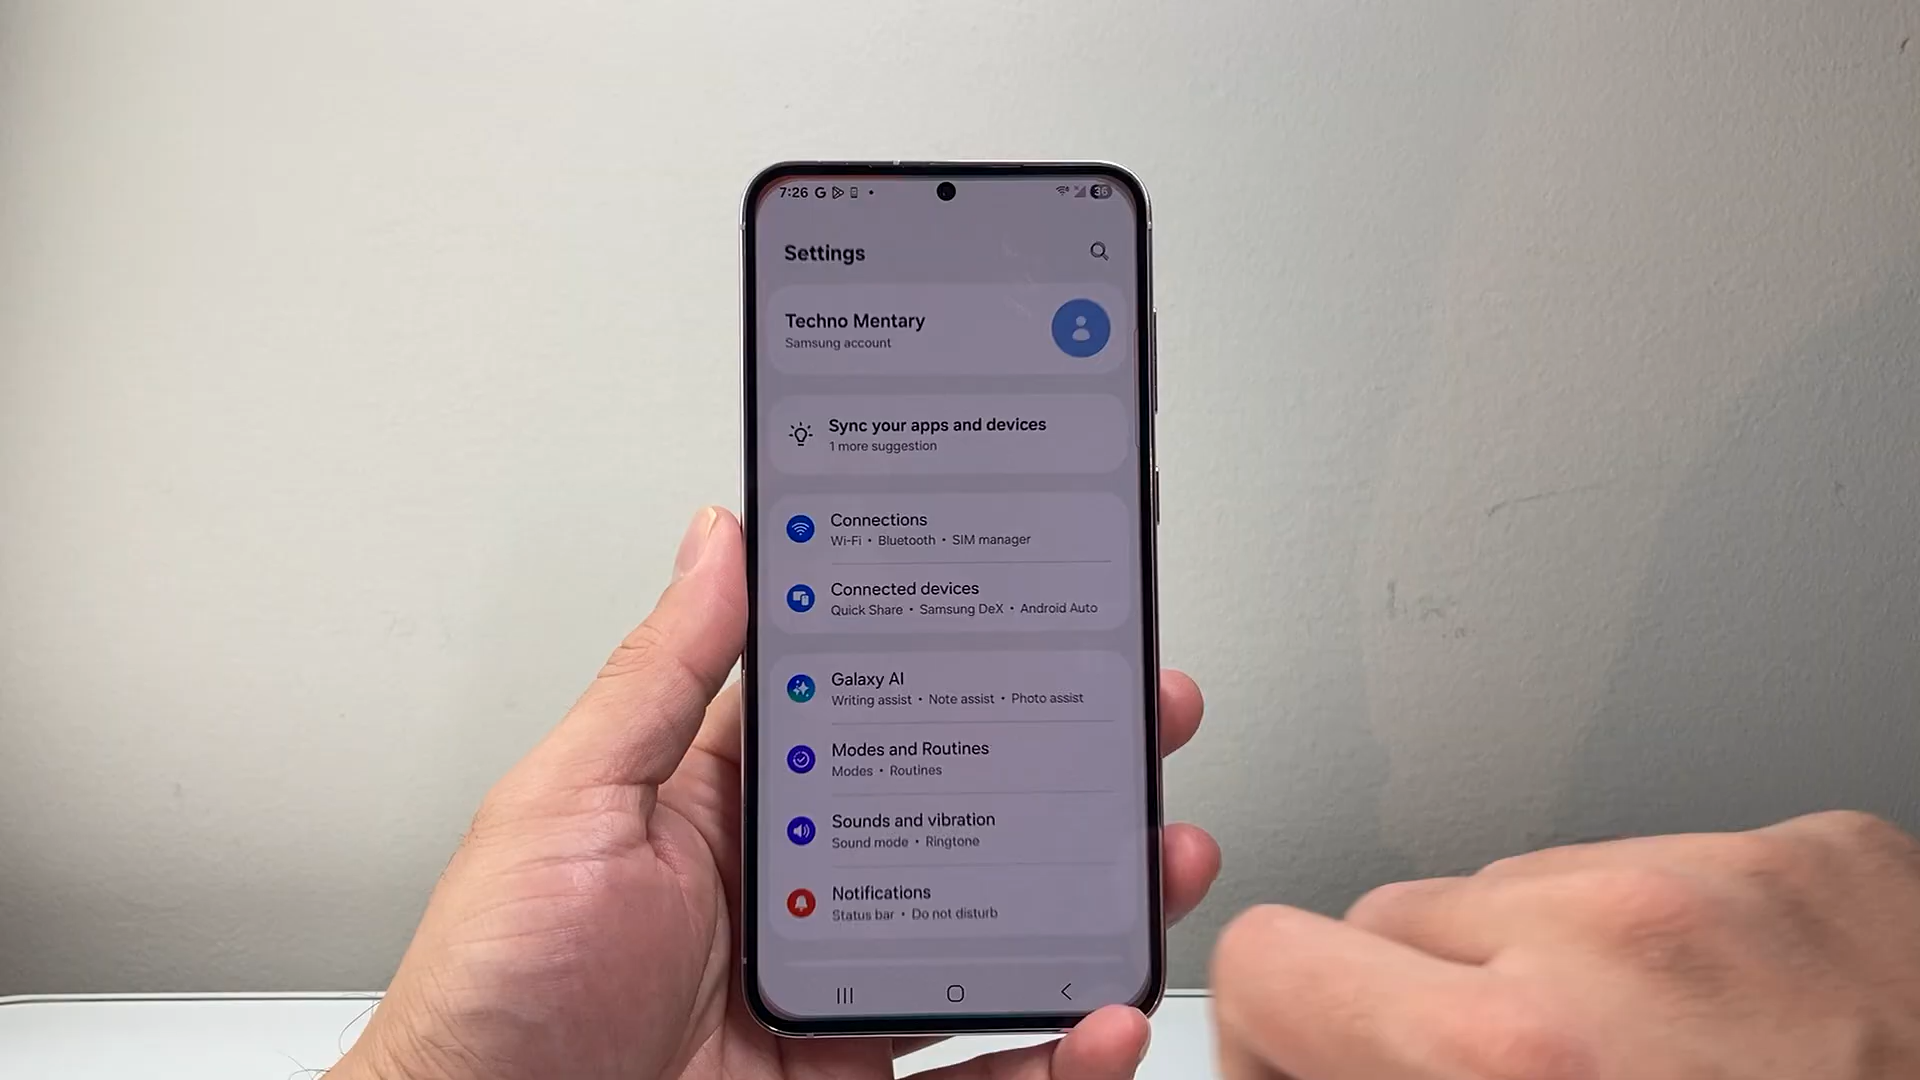 7:26 G
36
Settings
Techno Mentary
Samsung account
Sync your apps and devices
1 more suggestion
Connections
Wi-Fi • Bluetooth • SIM manager
Connected devices
Quick Share • Samsung DeX • Android Auto
Galaxy AI
Writing assist • Note assist • Photo assist
Modes and Routines
Modes • Routines
Sounds and vibration
Sound mode • Ringtone
Notifications
Status bar • Do not disturb